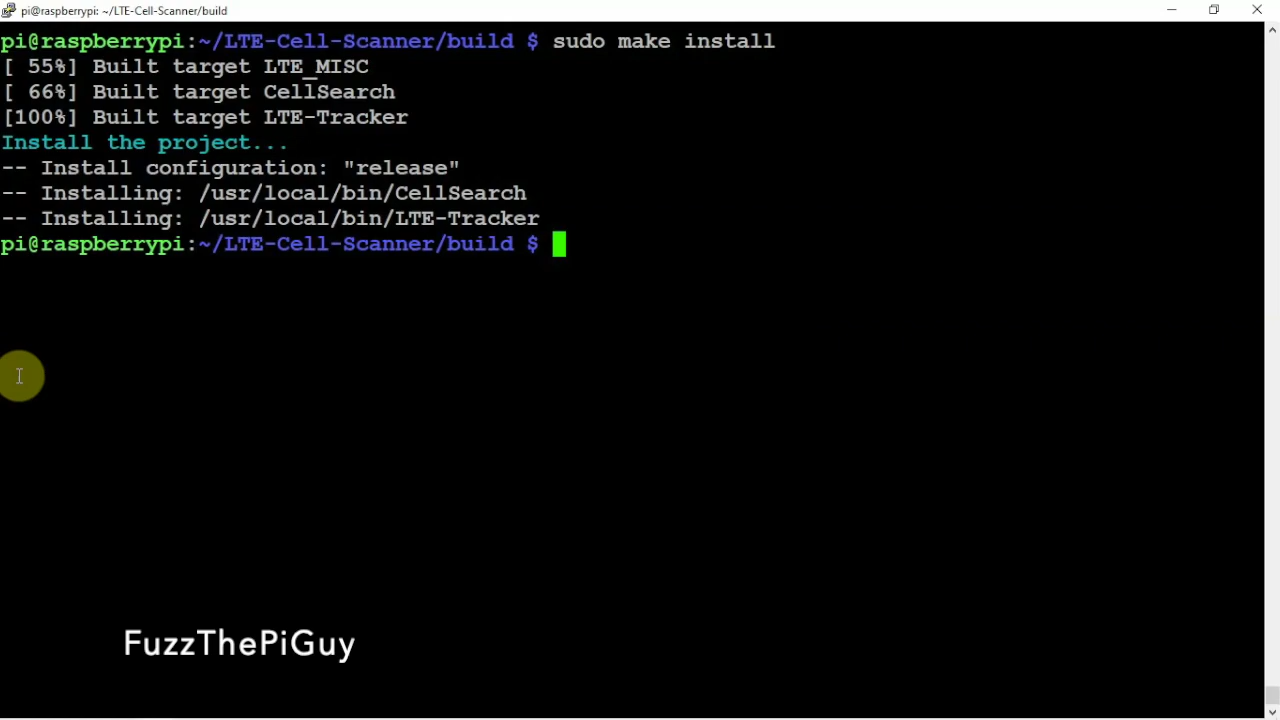 pi@raspberrypi: ~/LTE-Cell-Scanner/build
pi@raspberrypi:~/LTE-Cell-Scanner/build $ sudo make install
[ 55%] Built target LTE_MISC
[ 66%] Built target CellSearch
[100%] Built target LTE-Tracker
Install the project...
-- Install configuration: "release"
-- Installing: /usr/local/bin/CellSearch
-- Installing: /usr/local/bin/LTE-Tracker
pi@raspberrypi:~/LTE-Cell-Scanner/build $
FuzzThePiGuy